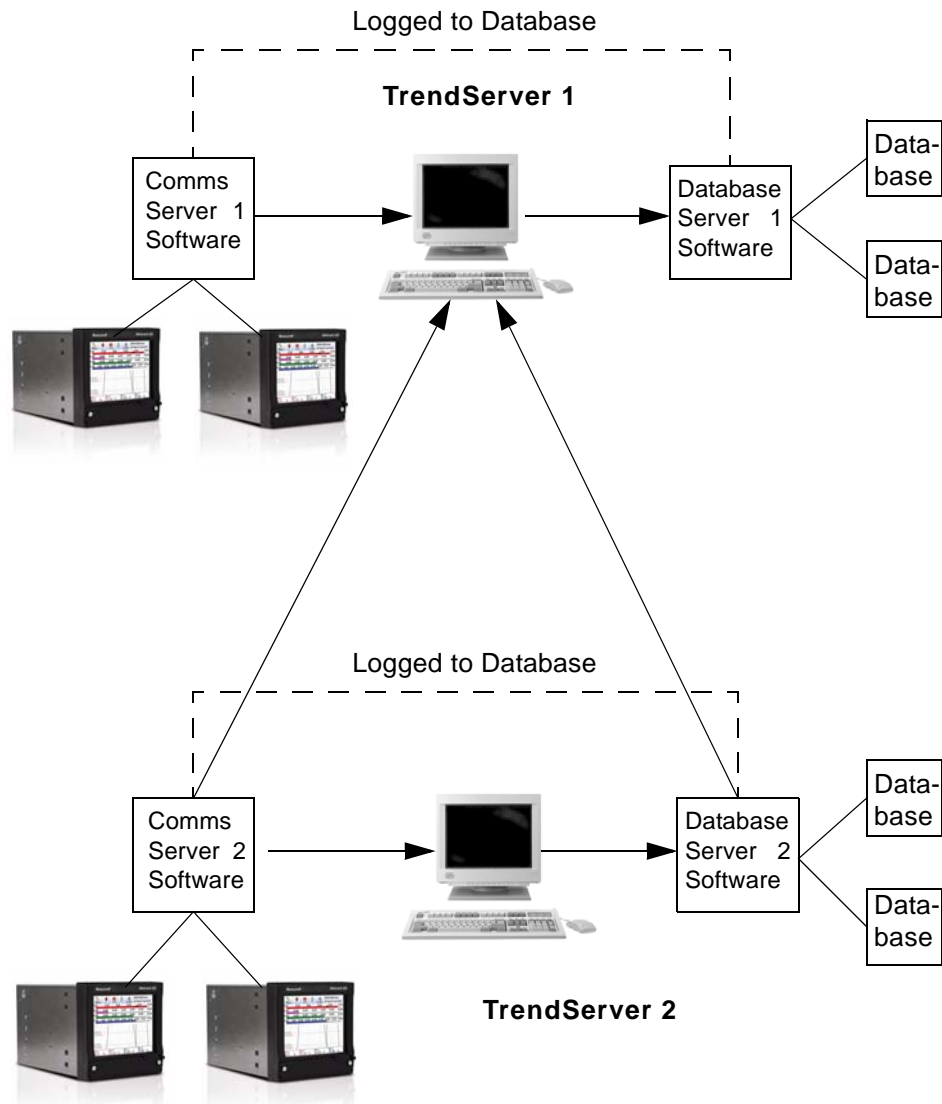 Logged to Database
TrendServer 1
Comms
Server 1
Software
Database
Server 1
Software
Data-
base
Data-
base
Logged to Database
Comms
Server 2
Software
Database
Server 2
Software
Data-
base
Data-
base
TrendServer 2